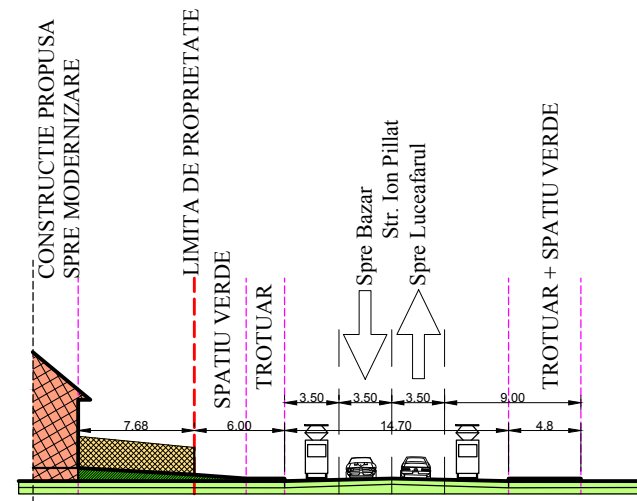 CONSTRUCTIE PROPUSA
SPRE MODERNIZARE
LIMITA DE PROPRIETATE
SPATIU VERDE
TROTUAR
Spre Bazar
Str. Ion Pillat
Spre Luceafarul
TROTUAR + SPATIU VERDE
3.50
3.50
3.50
9.00
7.68
6.00
14.70
4.8